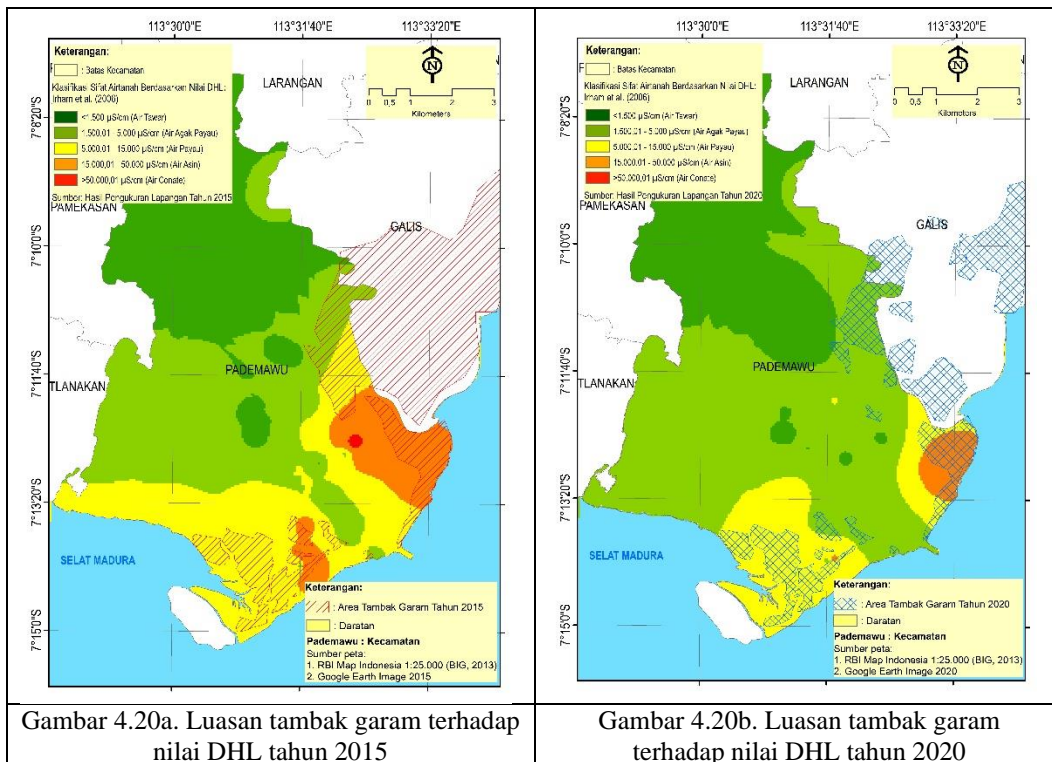 113°30'0"E 113°31'40"E 113°33'20"E
Keterangan:
: Batas Kecamatan
Klasifikasi Sifat Airtanah Berdasarkan Nilai DHL:
Irham et al. (2006)
<1.500 µS/cm (Air Tawar)
1.500,01 - 5.000 µS/cm (Air Agak Payau)
5.000,01 - 15.000 µS/cm (Air Payau)
15.000,01 - 50.000 µS/cm (Air Asin)
>50.000,01 µS/cm (Air Conate)
Sumber: Hasil Pengukuran Lapangan Tahun 2015
N
0 0,5 1 2 3
Kilometers
LARANGAN
PAMEKASAN
GALIS
TLANAKAN
PADEMAWU
SELAT MADURA
7°8'20"S
7°10'0"S
7°11'40"S
7°13'20"S
7°15'0"S
Keterangan:
: Area Tambak Garam Tahun 2015
: Daratan
Pademawu : Kecamatan
Sumber peta:
1. RBI Map Indonesia 1:25.000 (BIG, 2013)
2. Google Earth Image 2015
Gambar 4.20a. Luasan tambak garam terhadap
nilai DHL tahun 2015
113°30'0"E 113°31'40"E 113°33'20"E
Keterangan:
: Batas Kecamatan
Klasifikasi Sifat Airtanah Berdasarkan Nilai DHL:
Irham et al. (2006)
<1.500 µS/cm (Air Tawar)
1.500,01 - 5.000 µS/cm (Air Agak Payau)
5.000,01 - 15.000 µS/cm (Air Payau)
15.000,01 - 50.000 µS/cm (Air Asin)
>50.000,01 µS/cm (Air Conate)
Sumber: Hasil Pengukuran Lapangan Tahun 2020
N
0 0,5 1 2 3
Kilometers
LARANGAN
PAMEKASAN
GALIS
TLANAKAN
PADEMAWU
SELAT MADURA
7°8'20"S
7°10'0"S
7°11'40"S
7°13'20"S
7°15'0"S
Keterangan:
: Area Tambak Garam Tahun 2020
: Daratan
Pademawu : Kecamatan
Sumber peta:
1. RBI Map Indonesia 1:25.000 (BIG, 2013)
2. Google Earth Image 2020
Gambar 4.20b. Luasan tambak garam
terhadap nilai DHL tahun 2020